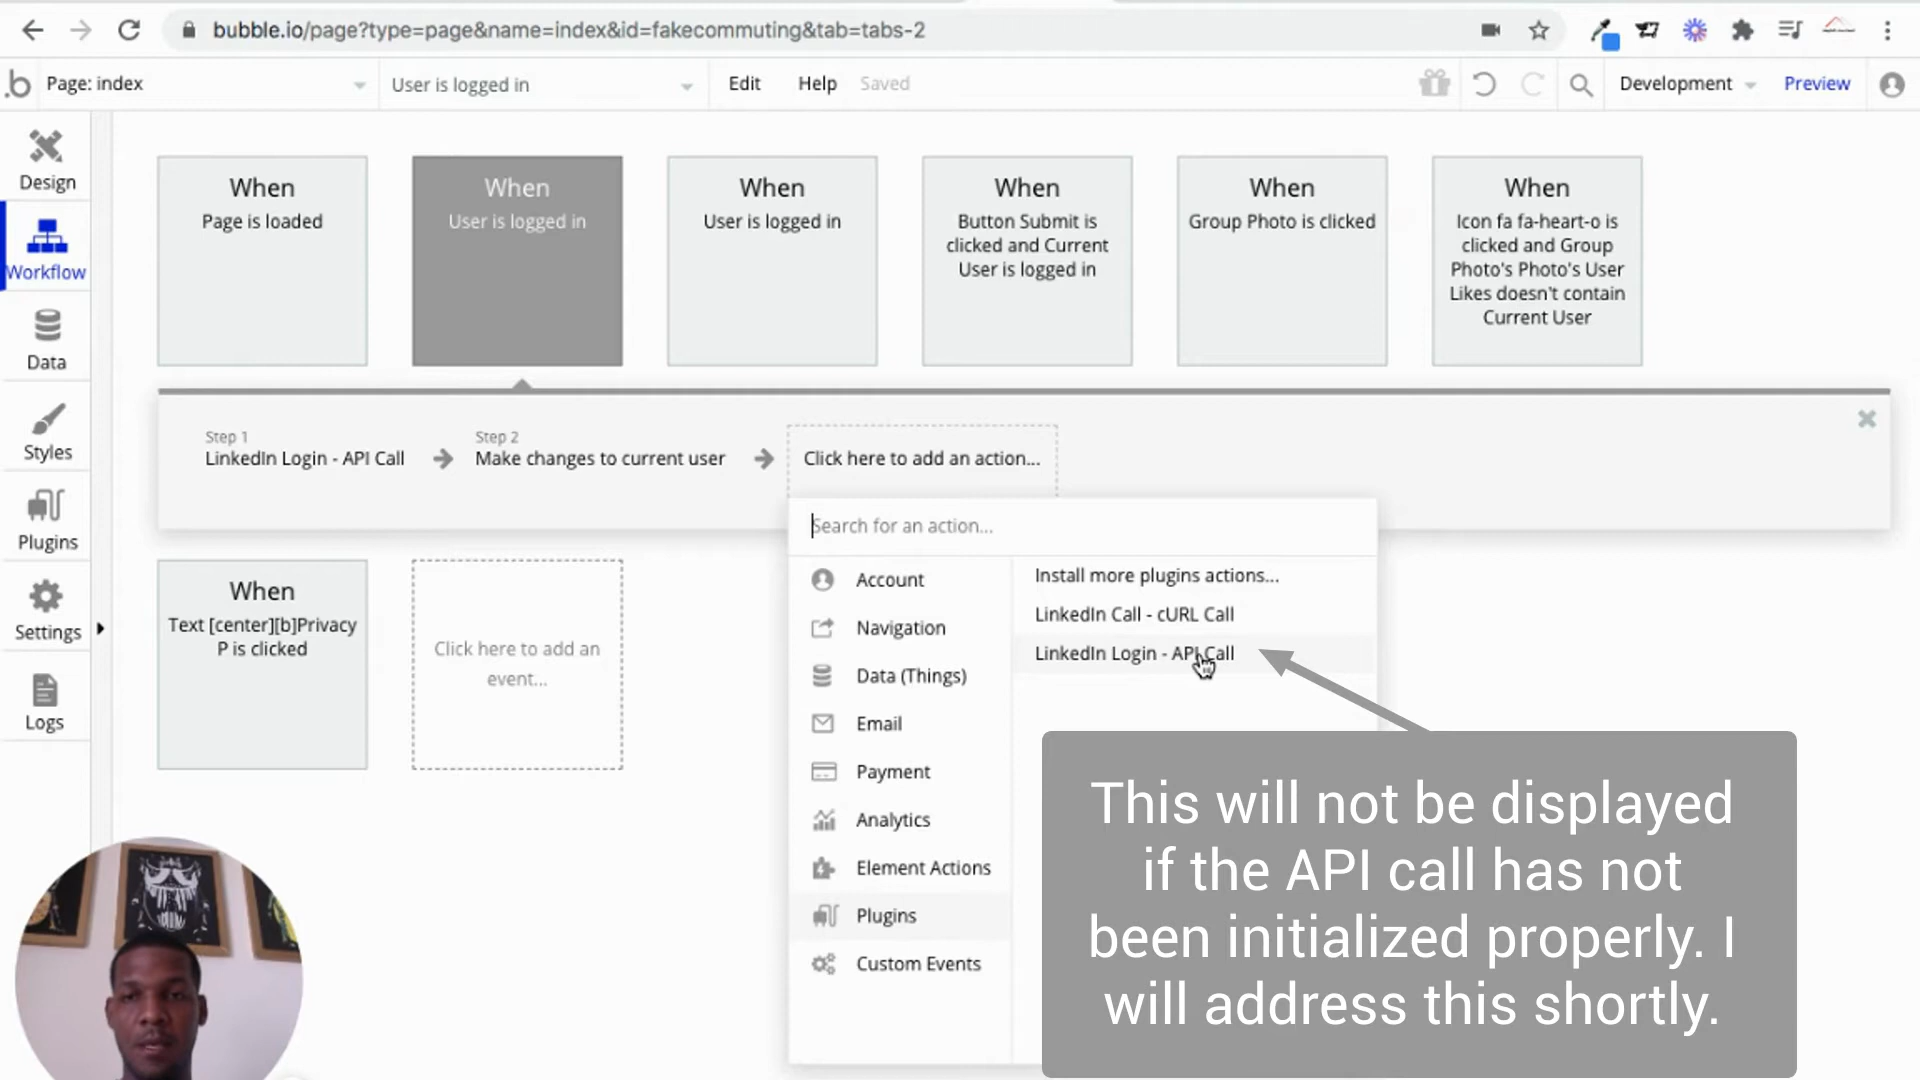 bubble.io/page?type=page&name=index&id=fakecommuting&tab=tabs-2
.b
Page: index
User is logged in
Edit
Help
Saved
Development
Preview
Design
Workflow
Data
Styles
Plugins
Settings
Logs
When
Page is loaded
When
User is logged in
When
User is logged in
When
Button Submit is
clicked and Current
User is logged in
When
Group Photo is clicked
When
Icon fa fa-heart-o is
clicked and Group
Photo's Photo's User
Likes doesn't contain
Current User
Step 1
LinkedIn Login - API Call
Step 2
Make changes to current user
Click here to add an action...
Search for an action...
Account
Navigation
Data (Things)
Email
Payment
Analytics
Element Actions
Plugins
Custom Events
Install more plugins actions...
LinkedIn Call - cURL Call
LinkedIn Login - API Call
When
Text [center][b]Privacy
P is clicked
Click here to add an
event...
This will not be displayed
if the API call has not
been initialized properly. I
will address this shortly.